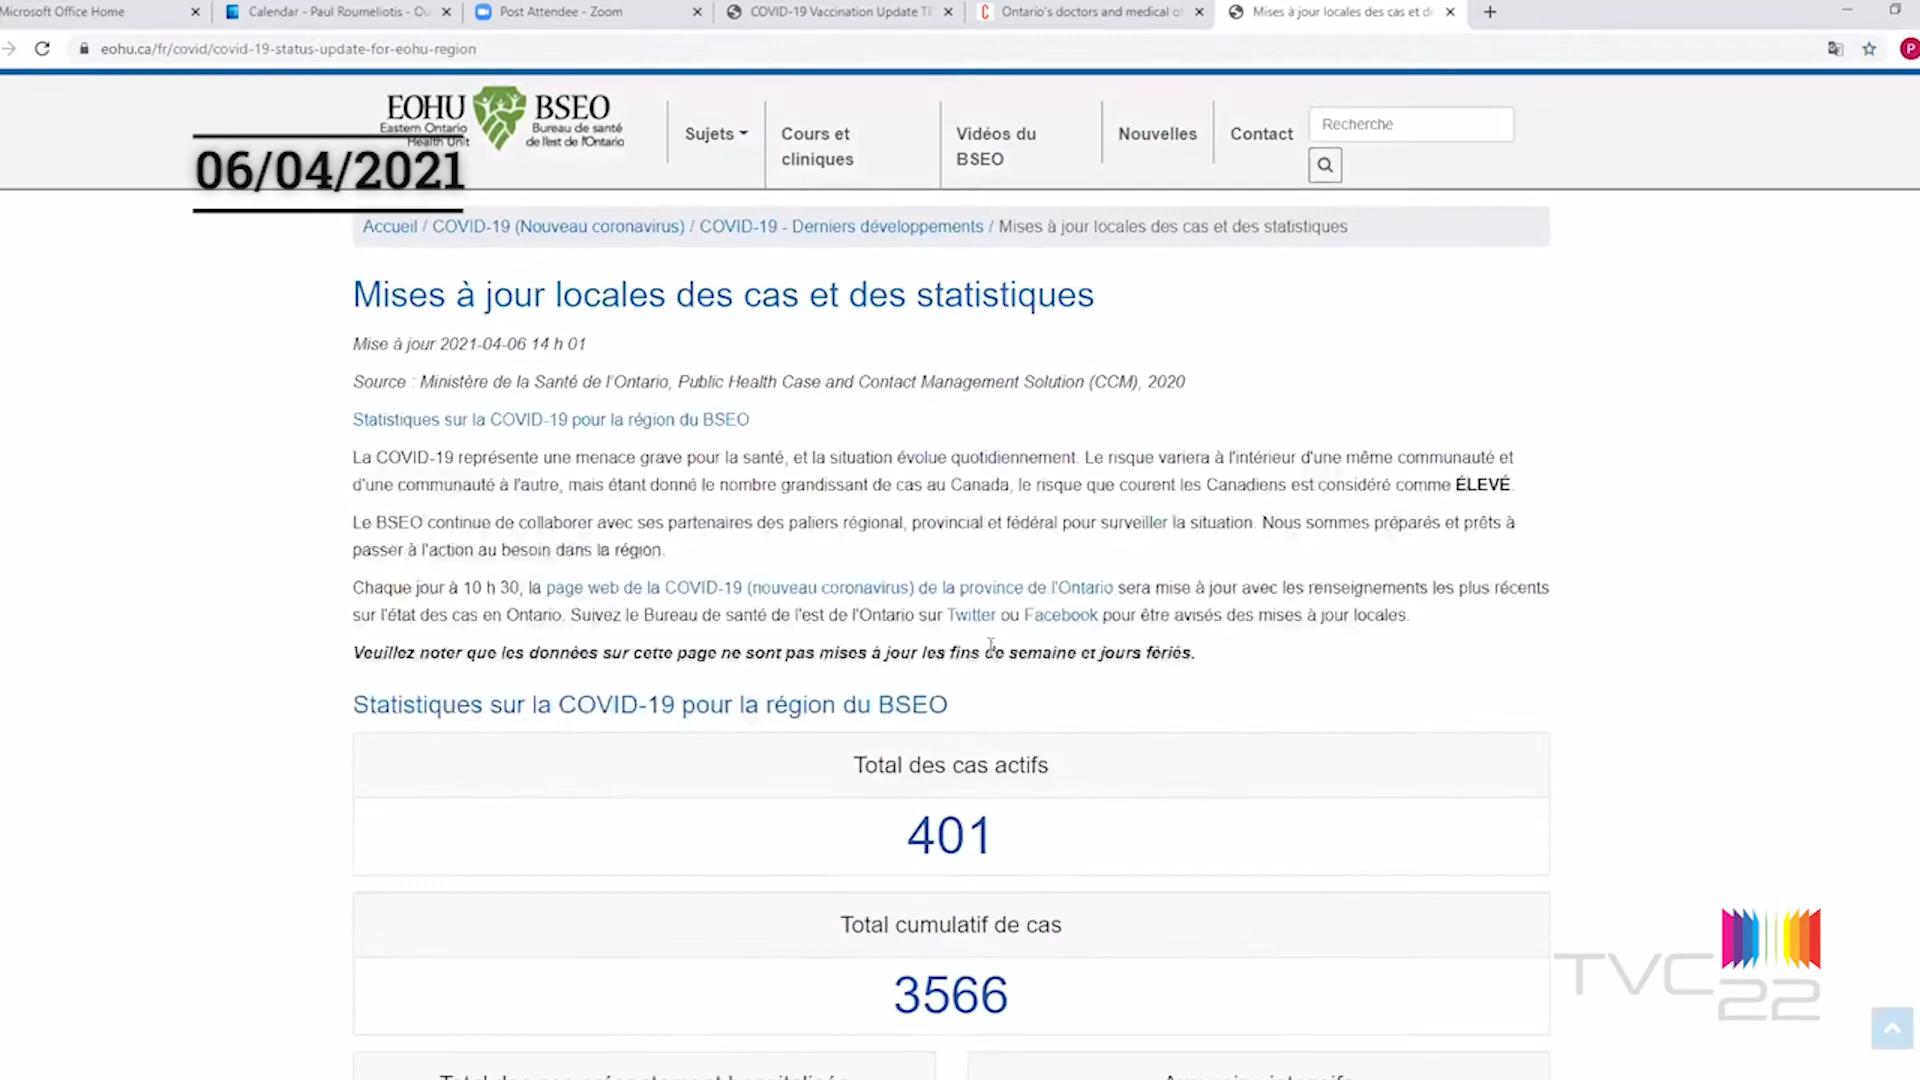 Microsoft Office Home
Calendar - Paul Roumeliotis - Ou
Post Attendee - Zoom
COVID-19 Vaccination Update TE
Ontario's doctors and medical o
Mises à jour locales des cas et de
eohu.ca/fr/covid/covid-19-status-update-for-eohu-region
P
EOHU
Eastern Ontario
Health Unit
BSEO
Bureau de santé
de l'est de l'Ontario
Sujets
Cours et
cliniques
Vidéos du
BSEO
Nouvelles
Contact
Recherche
06/04/2021
Accueil / COVID-19 (Nouveau coronavirus) / COVID-19 - Derniers développements / Mises à jour locales des cas et des statistiques
Mises à jour locales des cas et des statistiques
Mise à jour 2021-04-06 14 h 01
Source : Ministère de la Santé de l'Ontario, Public Health Case and Contact Management Solution (CCM), 2020
Statistiques sur la COVID-19 pour la région du BSEO
La COVID-19 représente une menace grave pour la santé, et la situation évolue quotidiennement. Le risque variera à l'intérieur d'une même communauté et
d'une communauté à l'autre, mais étant donné le nombre grandissant de cas au Canada, le risque que courent les Canadiens est considéré comme ÉLEVÉ.
Le BSEO continue de collaborer avec ses partenaires des paliers régional, provincial et fédéral pour surveiller la situation. Nous sommes préparés et prêts à
passer à l'action au besoin dans la région.
Chaque jour à 10 h 30, la page web de la COVID-19 (nouveau coronavirus) de la province de l'Ontario sera mise à jour avec les renseignements les plus récents
sur l'état des cas en Ontario. Suivez le Bureau de santé de l'est de l'Ontario sur Twitter ou Facebook pour être avisés des mises à jour locales.
Veuillez noter que les données sur cette page ne sont pas mises à jour les fins de semaine et jours fériés.
Statistiques sur la COVID-19 pour la région du BSEO
Total des cas actifs
401
Total cumulatif de cas
3566
TVC
22